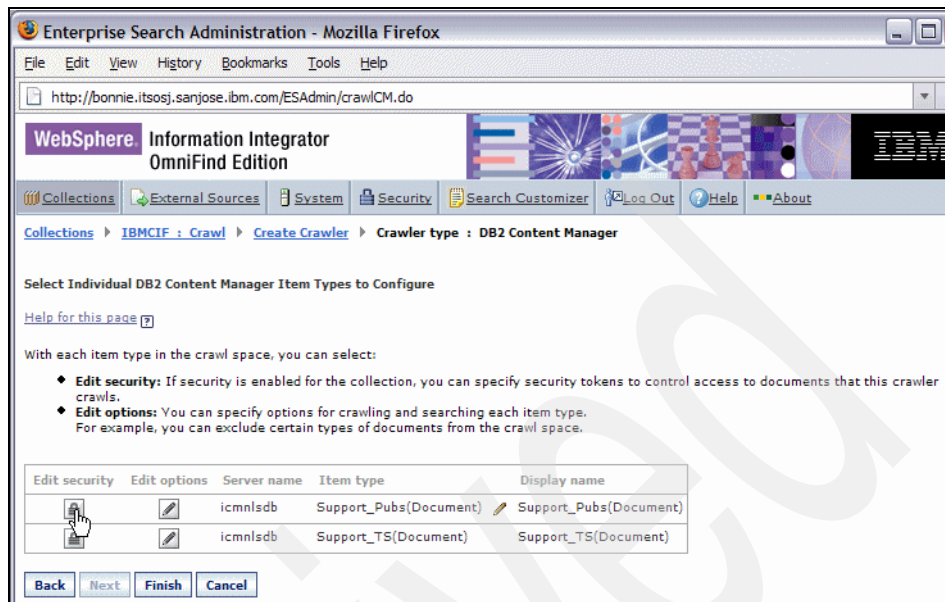 Enterprise Search Administration - Mozilla Firefox
File Edit View History Bookmarks Tools Help
http://bonnie.itsosj.sanjose.ibm.com/ESAdmin/crawlCM.do
WebSphere. Information Integrator
OmniFind Edition
IBM
Collections External Sources System Security Search Customizer Log Out Help About
Collections IBMCIF : Crawl Create Crawler Crawler type : DB2 Content Manager
Select Individual DB2 Content Manager Item Types to Configure
Help for this page ?
With each item type in the crawl space, you can select:
Edit security: If security is enabled for the collection, you can specify security tokens to control access to documents that this crawler
crawls.
Edit options: You can specify options for crawling and searching each item type.
For example, you can exclude certain types of documents from the crawl space.
Edit security Edit options Server name Item type Display name
icmnlsdb Support_Pubs(Document) Support_Pubs(Document)
icmnlsdb Support_TS(Document) Support_TS(Document)
Back Next Finish Cancel